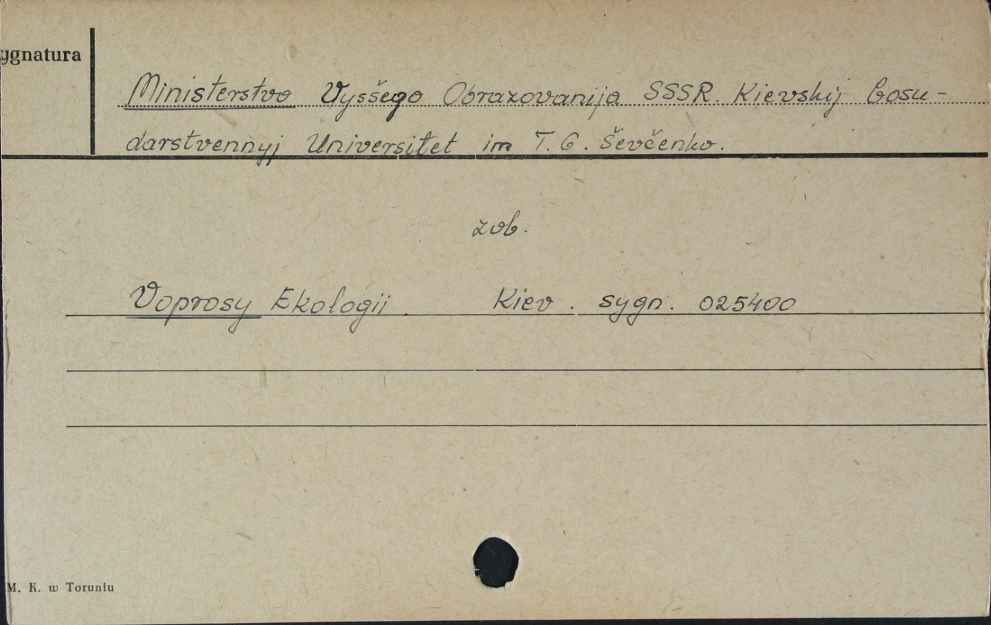 ygnatura
Ministerstvo Vysšego Obrazovanija SSSR. Kievskij Gosu-
darstvennyj Universitet im T. G. Ševčenko.
zob.
Voprosy Ekologii. Kiev. sygn. 025400
M. K. w Toruniu